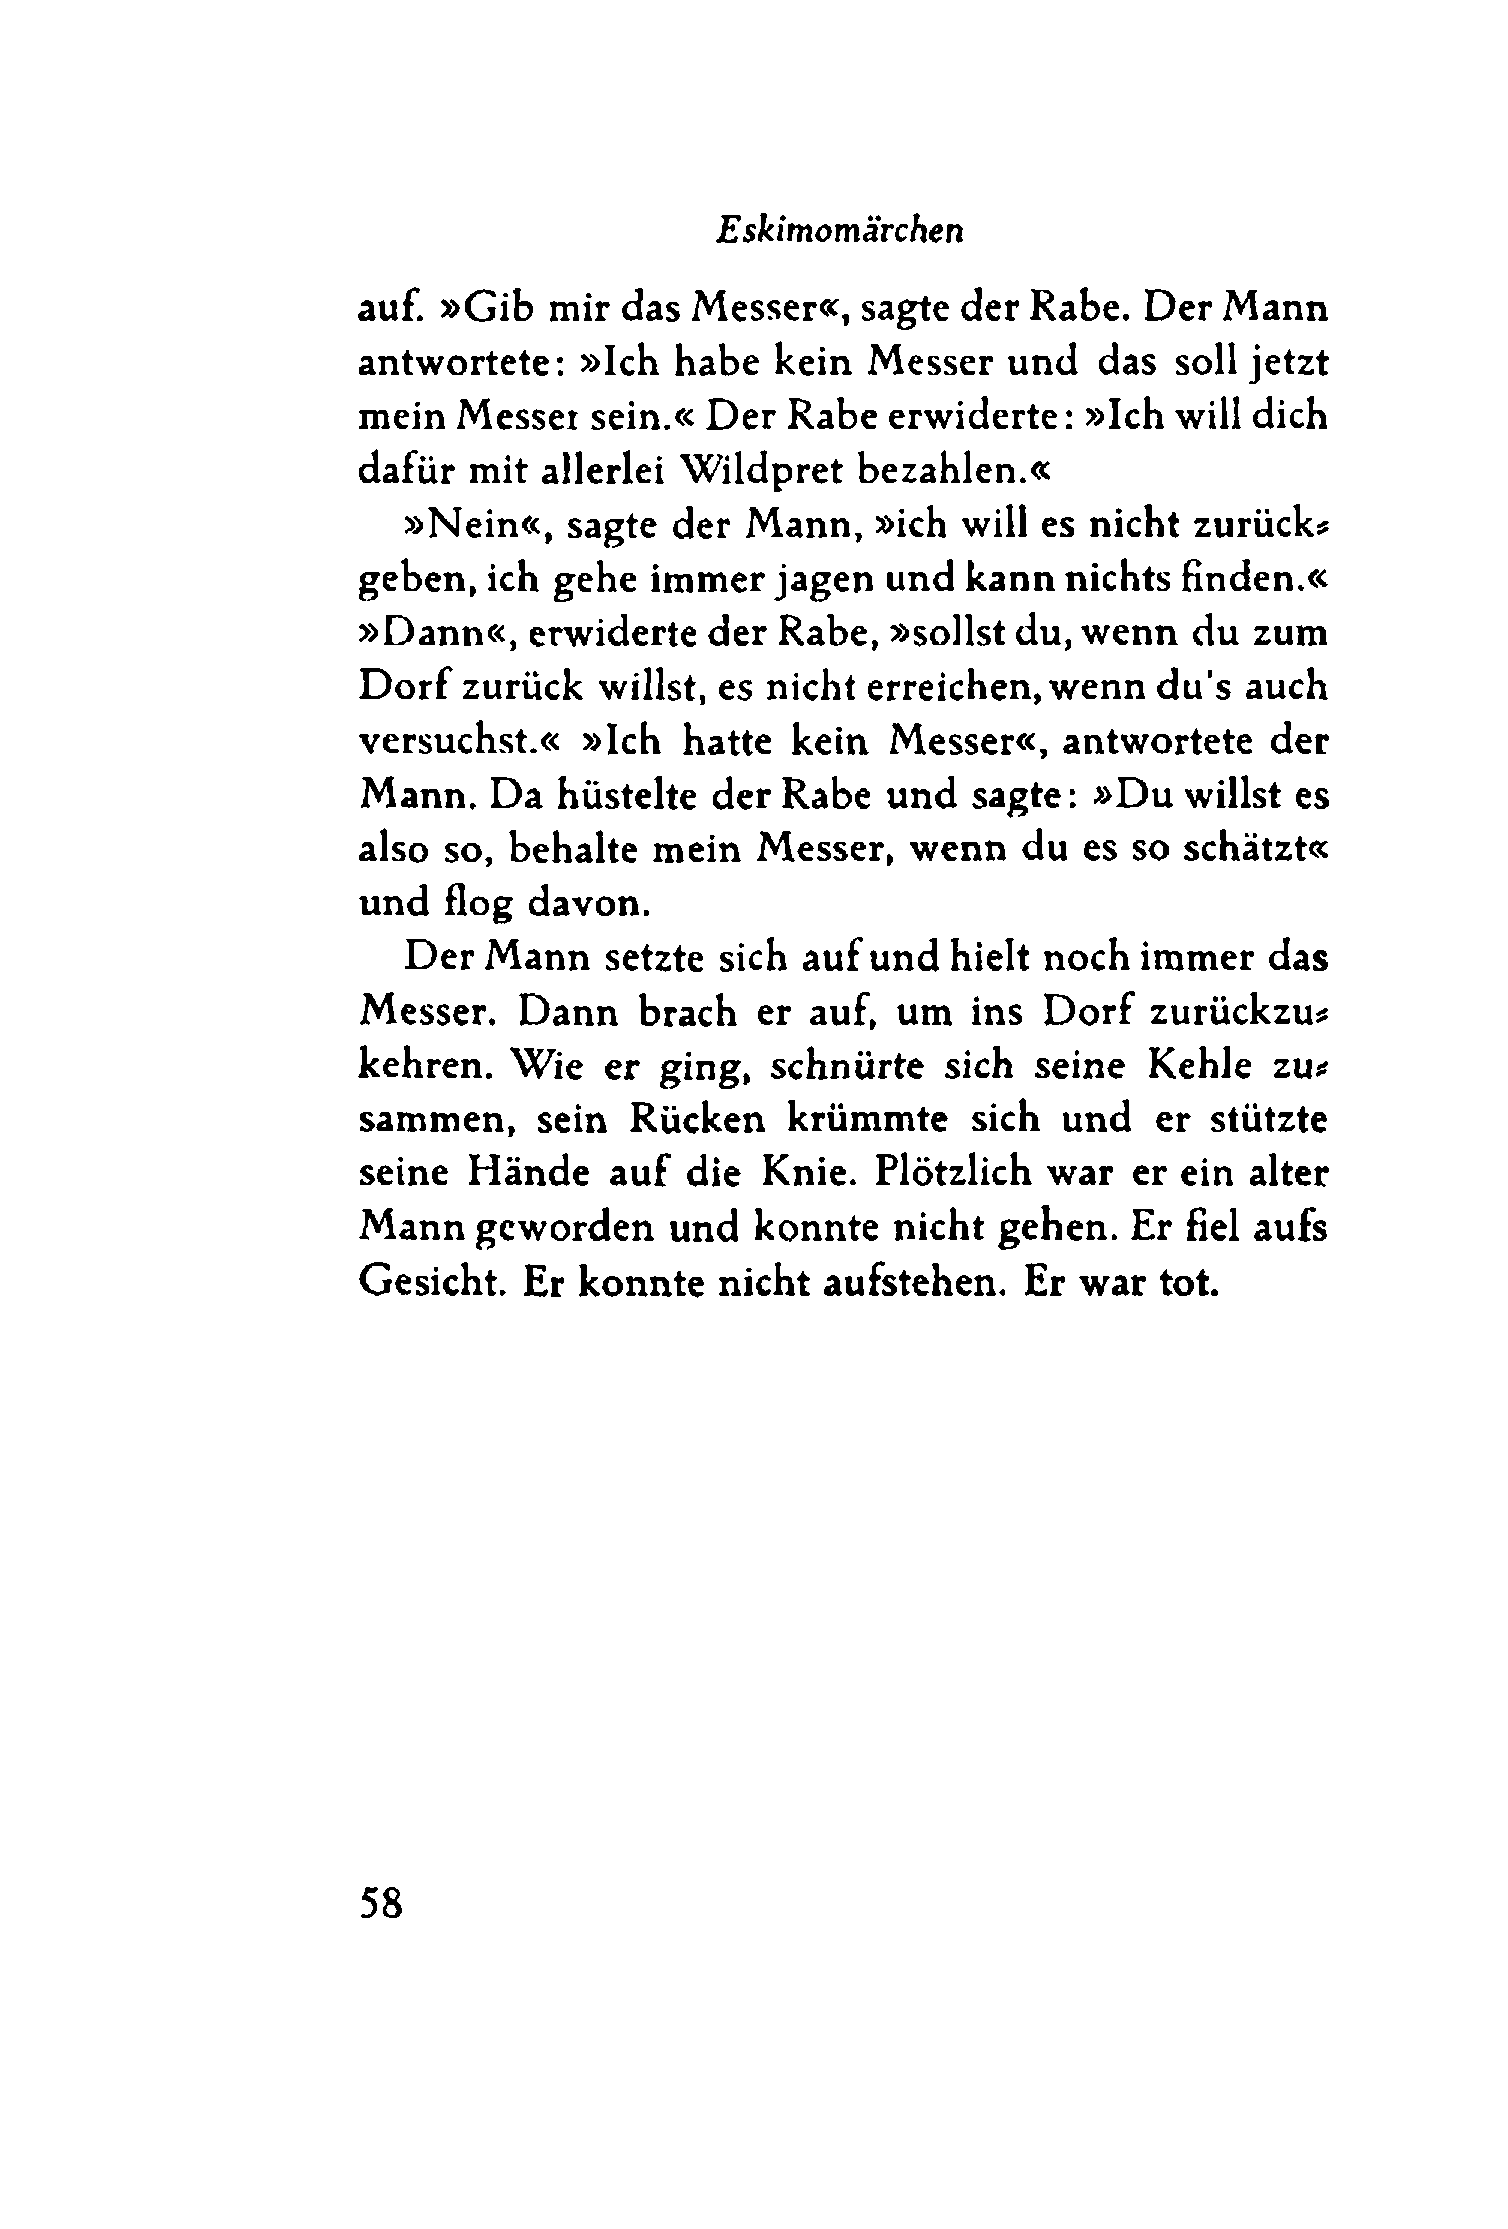 Eskimomärchen
auf. »Gib mir das Messer«, sagte der Rabe. Der Mann
antwortete: »Ich habe kein Messer und das soll jetzt
mein Messer sein.« Der Rabe erwiderte: »Ich will dich
dafür mit allerlei Wildpret bezahlen.«
»Nein«, sagte der Mann, »ich will es nicht zurück-
geben, ich gehe immer jagen und kann nichts finden.«
»Dann«, erwiderte der Rabe, »sollst du, wenn du zum
Dorf zurück willst, es nicht erreichen, wenn du's auch
versuchst.« »Ich hatte kein Messer«, antwortete der
Mann. Da hüstelte der Rabe und sagte: »Du willst es
also so, behalte mein Messer, wenn du es so schätzt«
und flog davon.
Der Mann setzte sich auf und hielt noch immer das
Messer. Dann brach er auf, um ins Dorf zurückzu-
kehren. Wie er ging, schnürte sich seine Kehle zu-
sammen, sein Rücken krümmte sich und er stützte
seine Hände auf die Knie. Plötzlich war er ein alter
Mann geworden und konnte nicht gehen. Er fiel aufs
Gesicht. Er konnte nicht aufstehen. Er war tot.
58